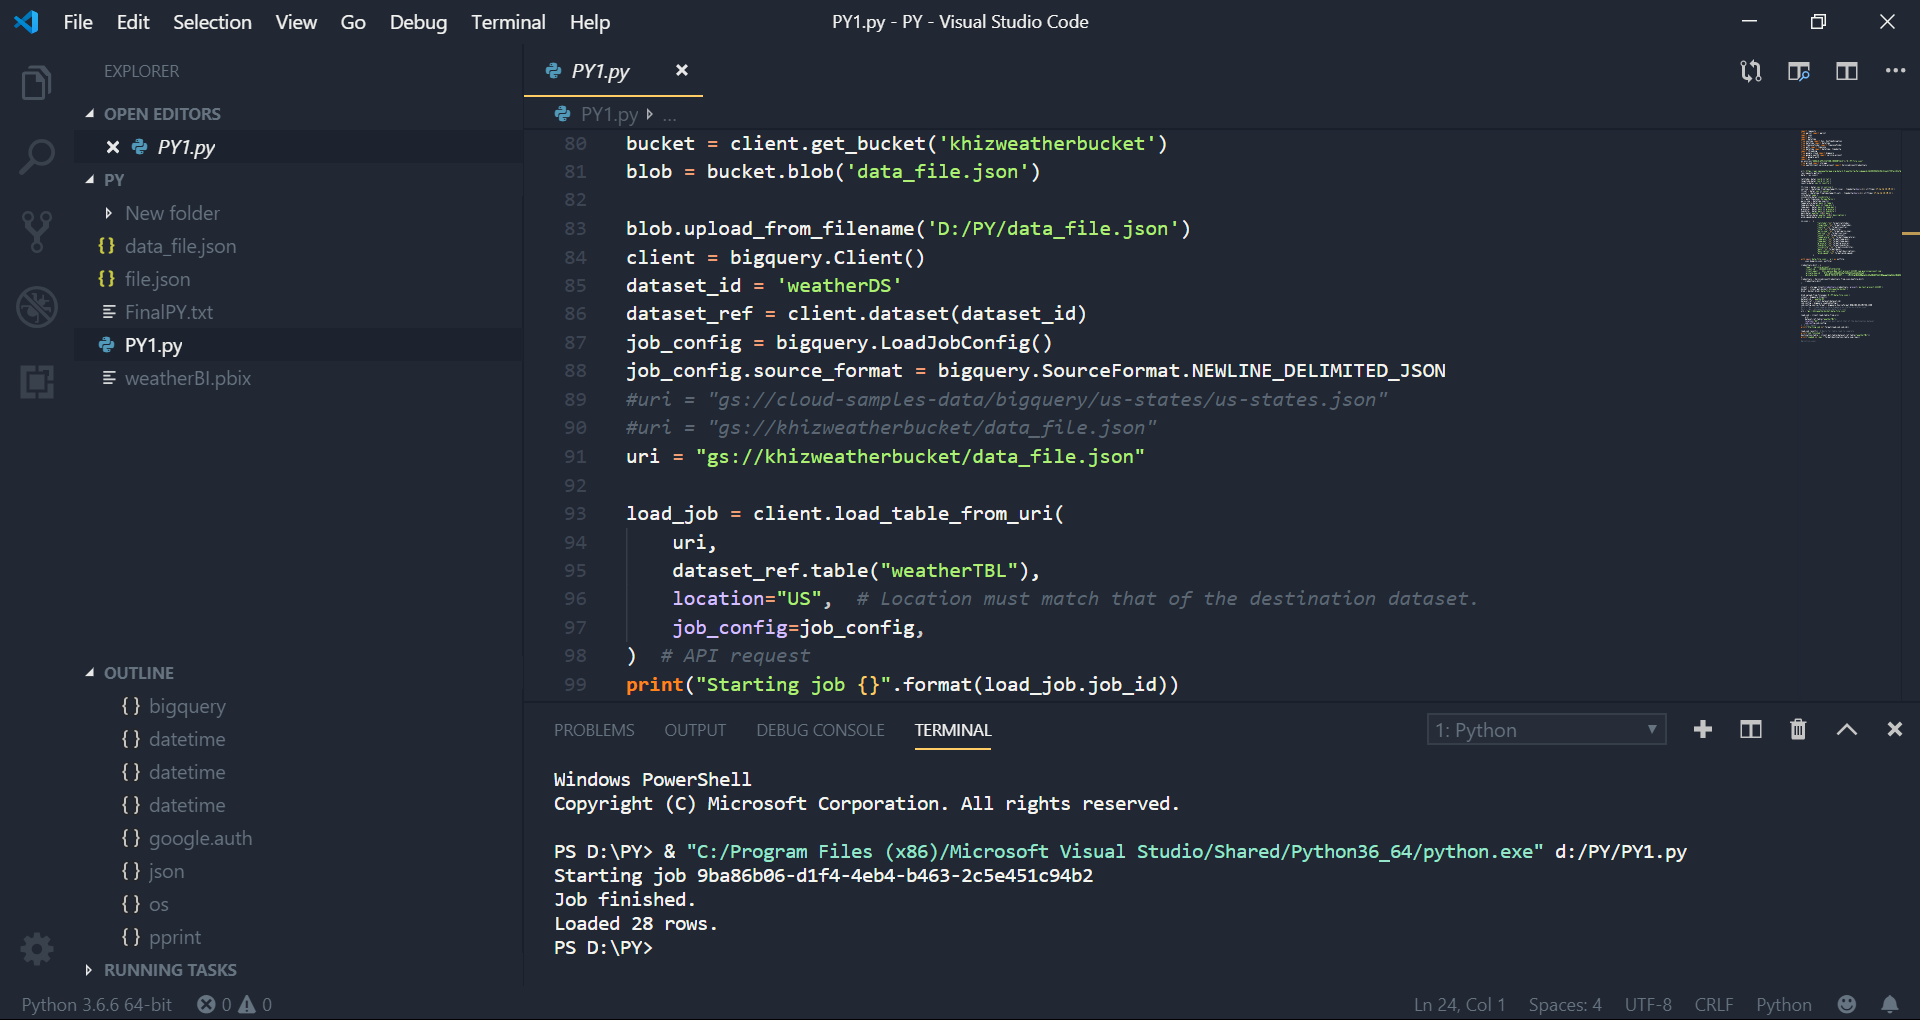 File Edit Selection View Go Debug Terminal Help PY1.py - PY - Visual Studio Code
EXPLORER
OPEN EDITORS
PY1.py
PY
New folder
data_file.json
file.json
FinalPY.txt
PY1.py
weatherBI.pbix
OUTLINE
{} bigquery
{} datetime
{} datetime
{} datetime
{} google.auth
{} json
{} os
{} pprint
RUNNING TASKS
PY1.py
PY1.py ...
80 bucket = client.get_bucket('khizweatherbucket')
81 blob = bucket.blob('data_file.json')
82
83 blob.upload_from_filename('D:/PY/data_file.json')
84 client = bigquery.Client()
85 dataset_id = 'weatherDS'
86 dataset_ref = client.dataset(dataset_id)
87 job_config = bigquery.LoadJobConfig()
88 job_config.source_format = bigquery.SourceFormat.NEWLINE_DELIMITED_JSON
89 #uri = "gs://cloud-samples-data/bigquery/us-states/us-states.json"
90 #uri = "gs://khizweatherbucket/data_file.json"
91 uri = "gs://khizweatherbucket/data_file.json"
92
93 load_job = client.load_table_from_uri(
94 uri,
95 dataset_ref.table("weatherTBL"),
96 location="US", # Location must match that of the destination dataset.
97 job_config=job_config,
98 ) # API request
99 print("Starting job {}".format(load_job.job_id))
PROBLEMS OUTPUT DEBUG CONSOLE TERMINAL 1: Python
Windows PowerShell
Copyright (C) Microsoft Corporation. All rights reserved.
PS D:\PY> & "C:/Program Files (x86)/Microsoft Visual Studio/Shared/Python36_64/python.exe" d:/PY/PY1.py
Starting job 9ba86b06-d1f4-4eb4-b463-2c5e451c94b2
Job finished.
Loaded 28 rows.
PS D:\PY>
Python 3.6.6 64-bit 0 0 Ln 24, Col 1 Spaces: 4 UTF-8 CRLF Python